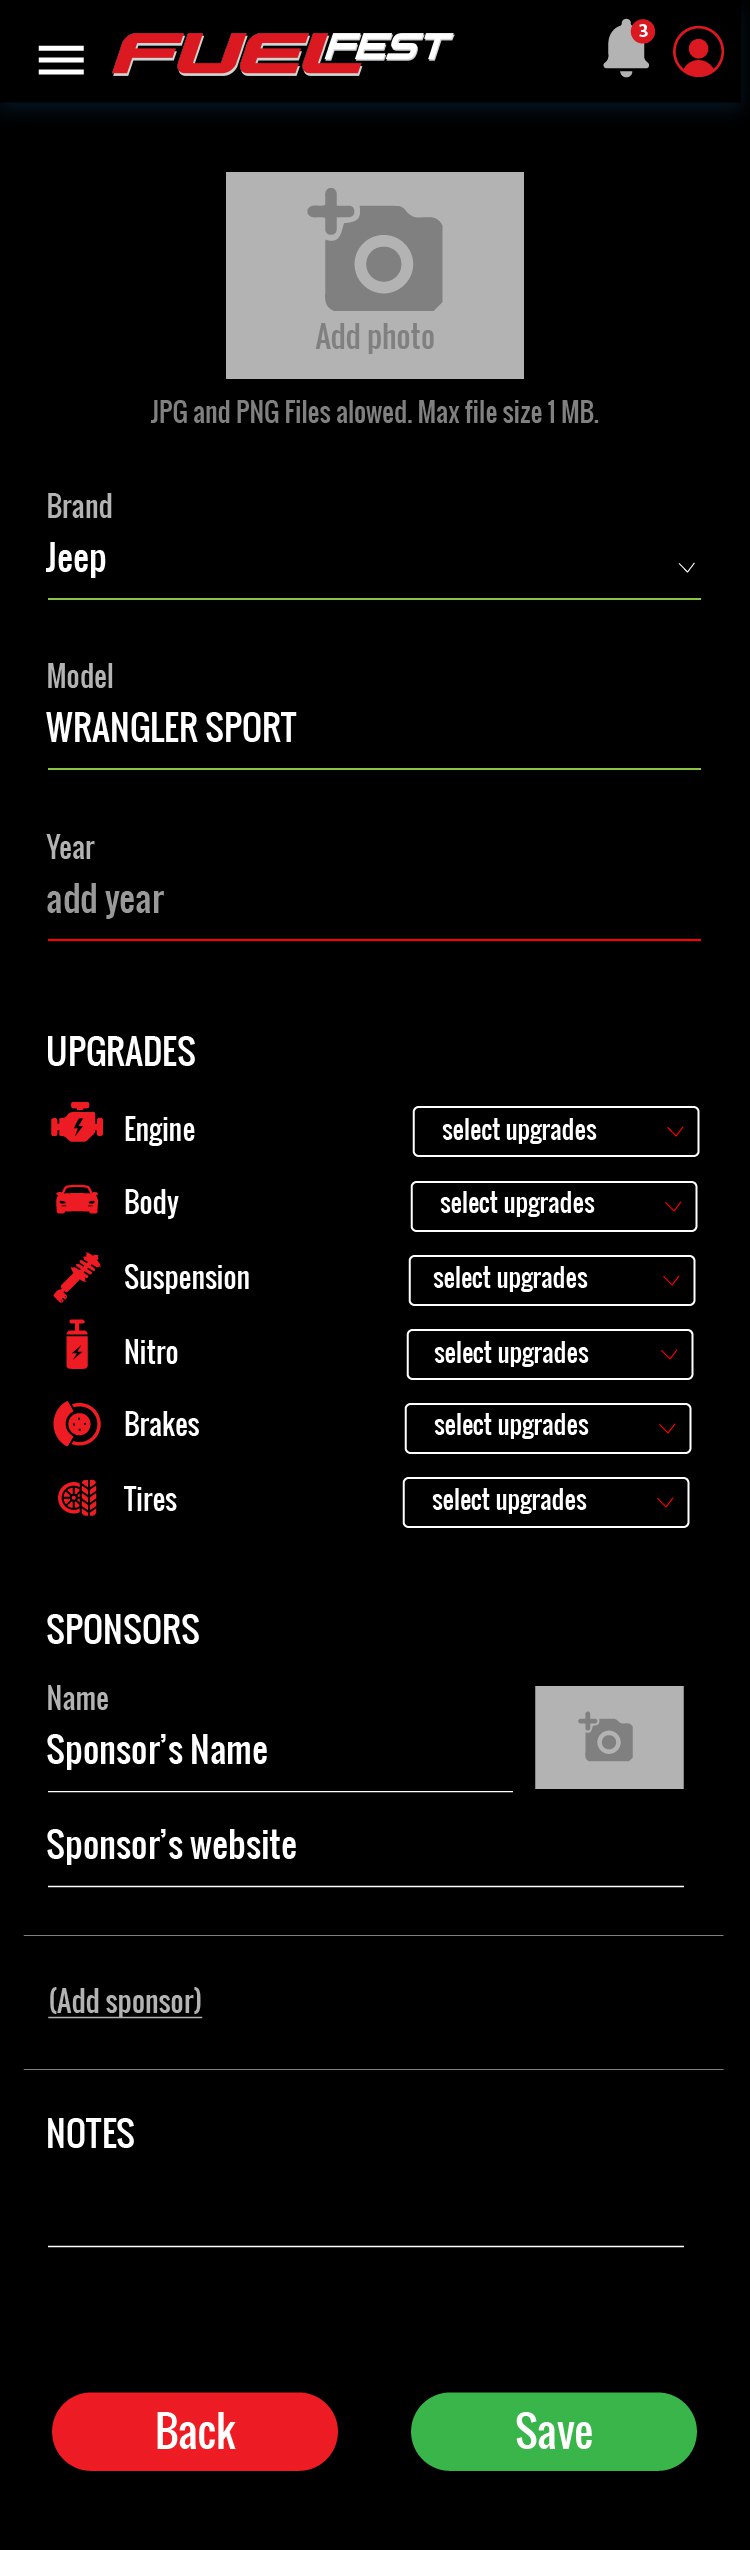 FUELFEST
3
Add photo
JPG and PNG Files alowed. Max file size 1 MB.
Brand
Jeep
Model
WRANGLER SPORT
Year
add year
UPGRADES
Engine select upgrades
Body select upgrades
Suspension select upgrades
Nitro select upgrades
Brakes select upgrades
Tires select upgrades
SPONSORS
Name
Sponsor’s Name
Sponsor’s website
(Add sponsor)
NOTES
Back Save